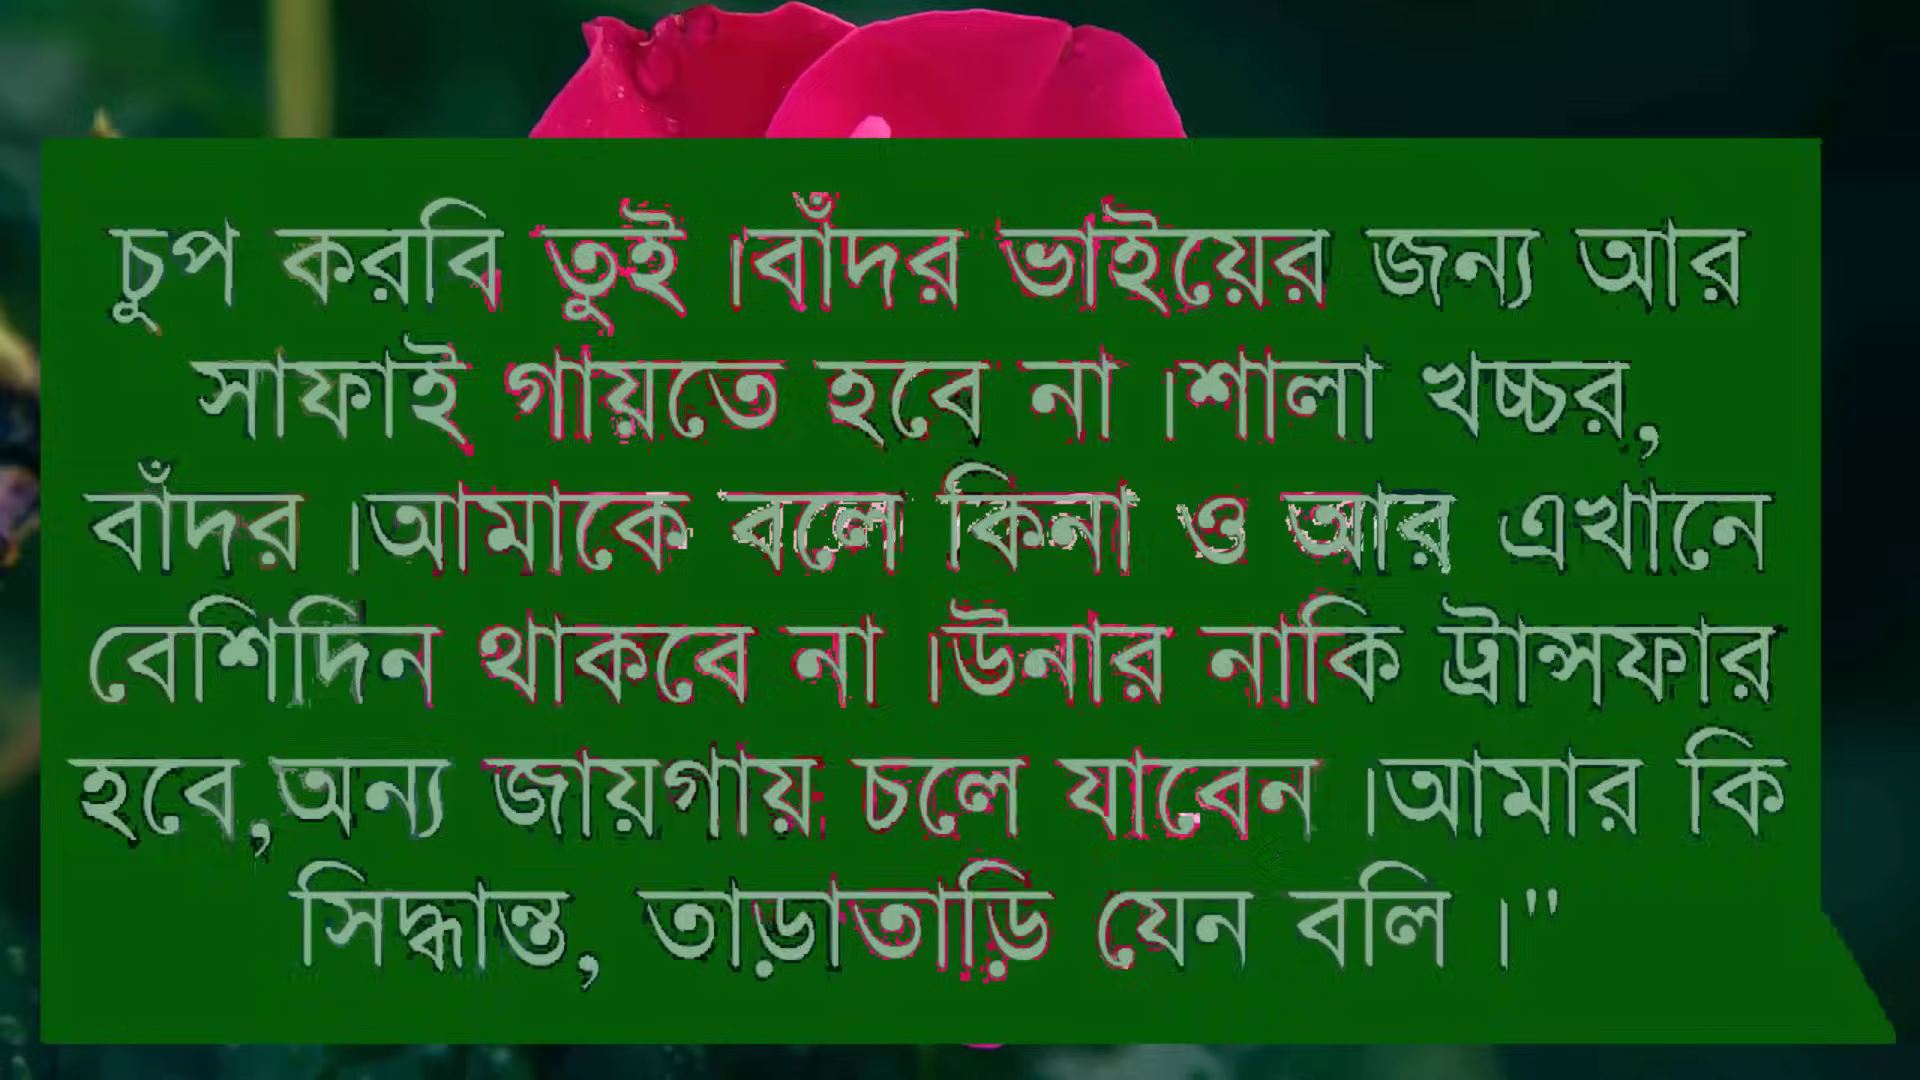 চুপ করবি তুই ।বাঁদর ভাইয়ের জন্য আর
সাফাই গায়তে হবে না ।শালা খচ্চর,
বাঁদর ।আমাকে বলে কিনা ও আর এখানে
বেশিদিন থাকবে না ।উনার নাকি ট্রান্সফার
হবে,অন্য জায়গায় চলে যাবেন ।আমার কি
সিদ্ধান্ত, তাড়াতাড়ি যেন বলি ।"